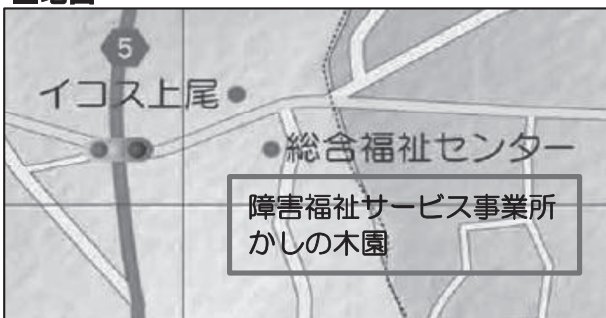 5
イコス上尾
総合福祉センター
障害福祉サービス事業所
かしの木園